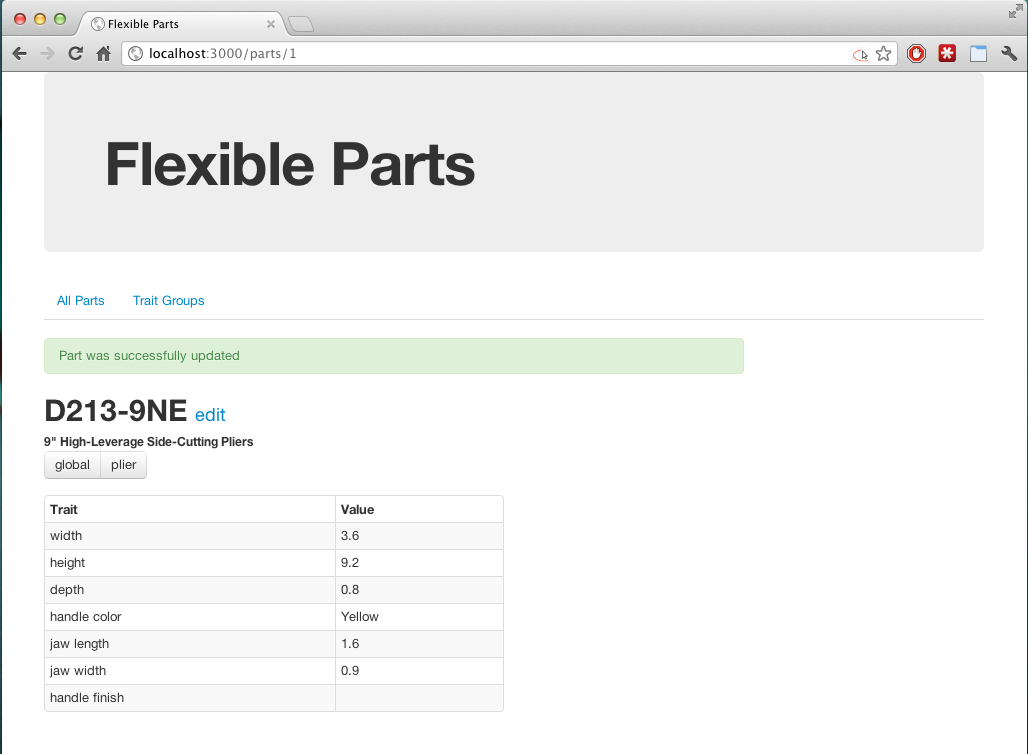 Flexible Parts
localhost:3000/parts/1
Flexible Parts
All Parts Trait Groups
Part was successfully updated
D213-9NE edit
9" High-Leverage Side-Cutting Pliers
global plier
Trait Value
width 3.6
height 9.2
depth 0.8
handle color Yellow
jaw length 1.6
jaw width 0.9
handle finish